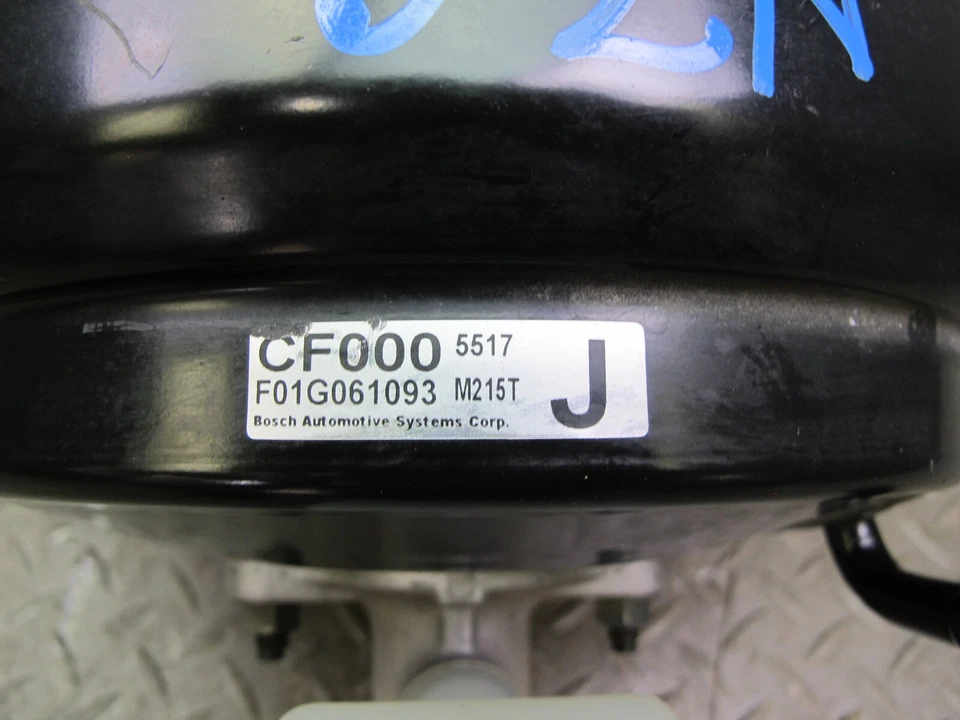 CF000 5517
F01G061093 M215T
J
Bosch Automotive Systems Corp.